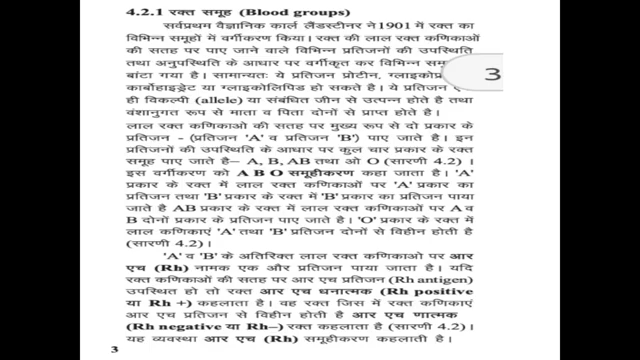 4.2.1 रक्त समूह (Blood groups)
सर्वप्रथम वैज्ञानिक कार्ल लैंडस्टीनर ने 1901 में रक्त का
विभिन्न समूहों में वर्गीकरण किया। रक्त की लाल रक्त कणिकाओं
की सतह पर पाए जाने वाले विभिन्न प्रतिजनों की उपस्थिति
तथा अनुपस्थिति के आधार पर वर्गीकृत कर विभिन्न
बांटा गया है। सामान्यतः ये प्रतिजन प्रोटीन,
3
कार्बोहाइड्रेट या ग्लाइकोलिपिड हो सकते है। ये प्रतिजन
ही विकल्पी (allele) या संबंधित जीन से उत्पन्न होते है तथा
वंशानुगत रूप से माता व पिता दोनों से प्राप्त होते है।
लाल रक्त कणिकाओ की सतह पर मुख्य रूप से दो प्रकार के
प्रतिजन - (प्रतिजन 'A' व प्रतिजन 'B') पाए जाते है। इन
प्रतिजनों की उपस्थिति के आधार पर कुल चार प्रकार के रक्त
समूह पाए जाते है– A, B, AB तथा ओ O (सारणी 4.2)।
इस वर्गीकरण को A B O समूहीकरण कहा जाता है। 'A'
प्रकार के रक्त में लाल रक्त कणिकाओं पर 'A' प्रकार का
प्रतिजन तथा 'B' प्रकार के रक्त में 'B' प्रकार का प्रतिजन पाया
जाते है AB प्रकार के रक्त में लाल रक्त कणिकाओं पर A व
B दोनों प्रकार के प्रतिजन पाए जाते है। 'O' प्रकार के रक्त में
लाल कणिकाएं 'A' तथा 'B' प्रतिजन दोनों से विहीन होती है
(सारणी 4.2)।
'A' व 'B' के अतिरिक्त लाल रक्त कणिकाओ पर आर
एच (Rh) नामक एक और प्रतिजन पाया जाता है। यदि
रक्त कणिकाओं की सतह पर आर एच प्रतिजन (Rh antigen)
उपस्थित हो तो रक्त आर एच धनात्मक (Rh positive
या Rh +) कहलाता है। वह रक्त जिस में रक्त कणिकाएं
आर एच प्रतिजन से विहीन होती है आर एच णात्मक
(Rh negative या Rh–) रक्त कहलाता है (सारणी 4.2)।
यह व्यवस्था आर एच (Rh) समूहीकरण कहलाती है।
3